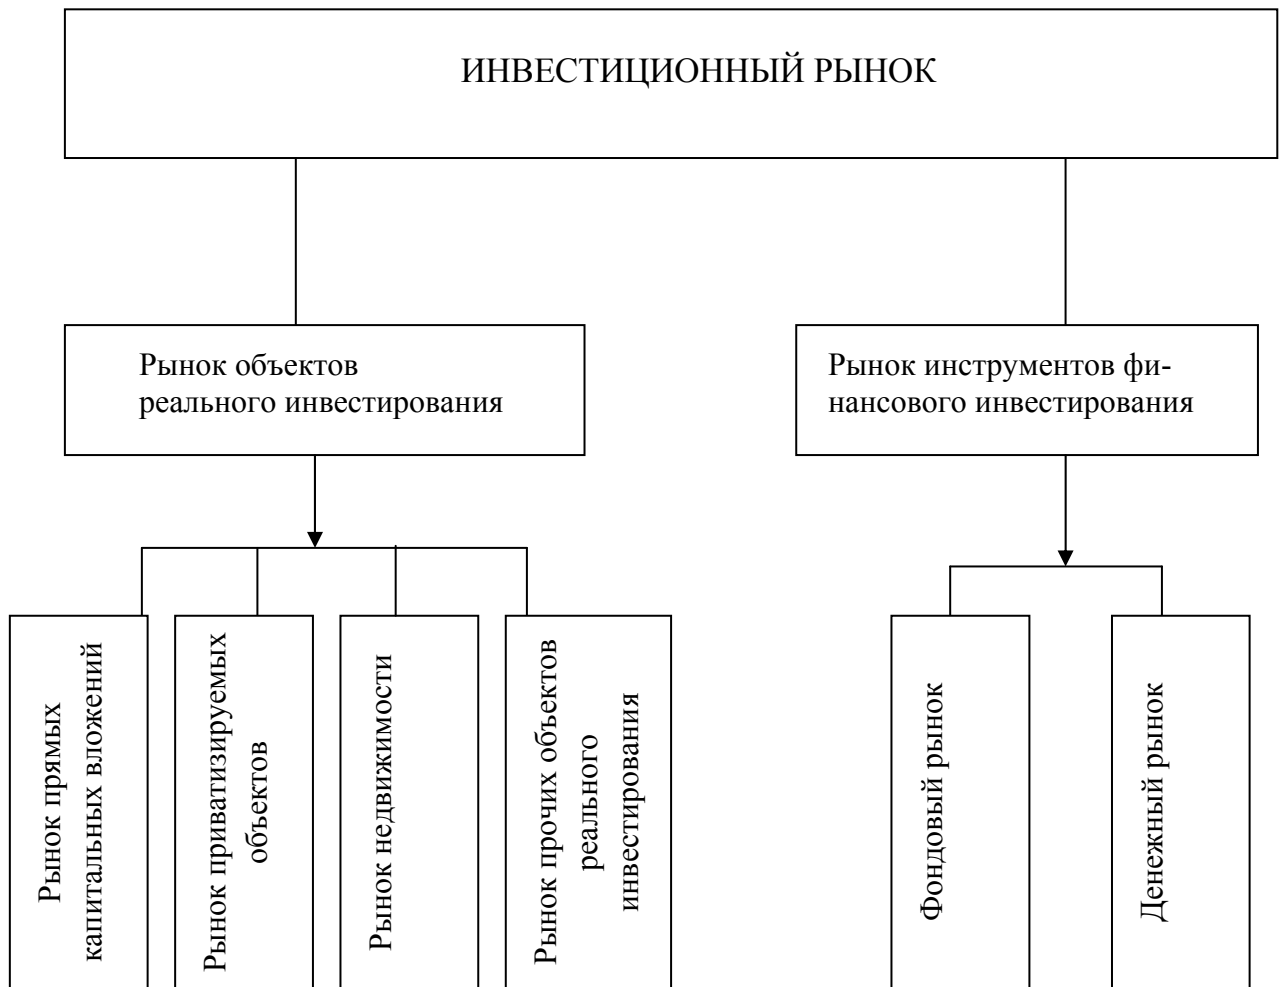 ИНВЕСТИЦИОННЫЙ РЫНОК
Рынок объектов
реального инвестирования
Рынок инструментов фи-
нансового инвестирования
Рынок прямых
капитальных вложений
Рынок приватизируемых
объектов
Рынок недвижимости
Рынок прочих объектов
реального
инвестирования
Фондовый рынок
Денежный рынок